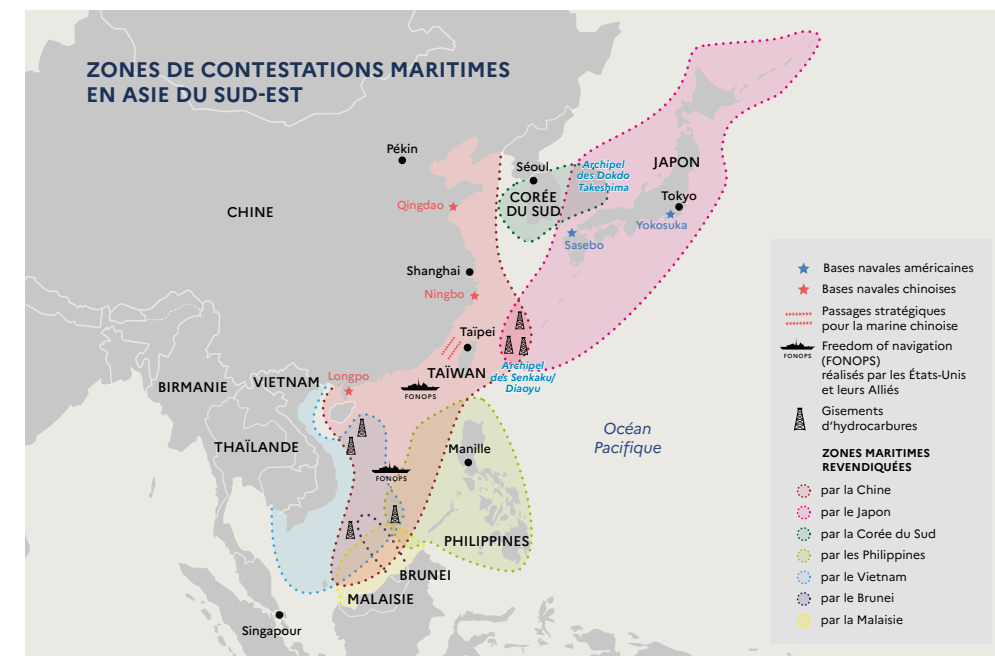 ZONES DE CONTESTATIONS MARITIMES
EN ASIE DU SUD-EST
Pékin
Séoul
Archipel
des Dokdo
Takeshima
JAPON
CORÉE
DU SUD
Tokyo
Yokosuka
Sasebo
CHINE
Qingdao
Shanghai
Ningbo
Taïpei
TAÏWAN
Archipel
des Senkaku/
Diaoyu
Longpo
FONOPS
BIRMANIE
VIETNAM
THAÏLANDE
Océan
Pacifique
Manille
FONOPS
PHILIPPINES
BRUNEI
MALAISIE
Singapour
Bases navales américaines
Bases navales chinoises
Passages stratégiques
pour la marine chinoise
FONOPS
Freedom of navigation
(FONOPS)
réalisés par les États-Unis
et leurs Alliés
Gisements
d'hydrocarbures
ZONES MARITIMES
REVENDIQUÉES
par la Chine
par le Japon
par la Corée du Sud
par les Philippines
par le Vietnam
par le Brunei
par la Malaisie